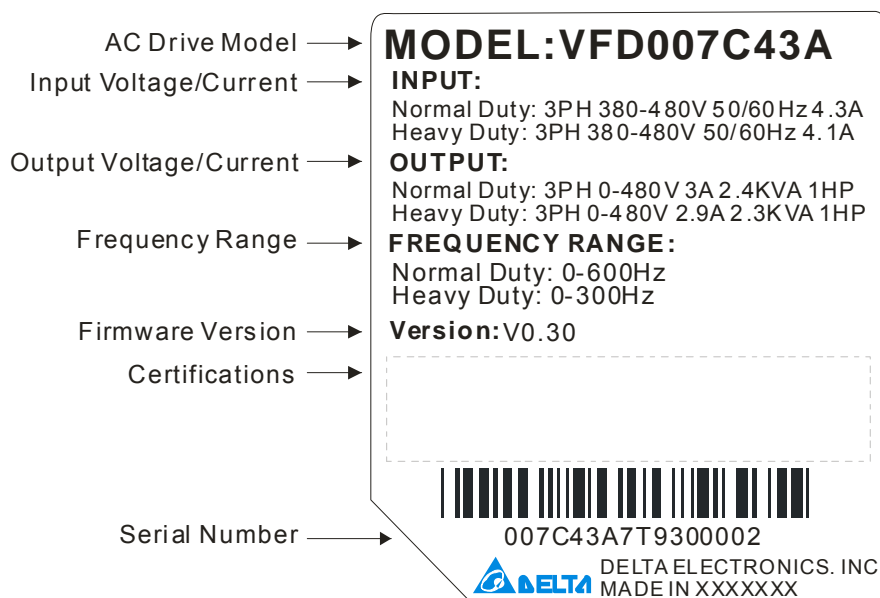 AC Drive Model
MODEL:VFD007C43A
Input Voltage/Current
INPUT:
Normal Duty: 3PH 380-480V 50/60Hz 4.3A
Heavy Duty: 3PH 380-480V 50/60Hz 4.1A
Output Voltage/Current
OUTPUT:
Normal Duty: 3PH 0-480V 3A 2.4KVA 1HP
Heavy Duty: 3PH 0-480V 2.9A 2.3KVA 1HP
Frequency Range
FREQUENCY RANGE:
Normal Duty: 0-600Hz
Heavy Duty: 0-300Hz
Firmware Version
Version:V0.30
Certifications
Serial Number
007C43A7T9300002
DELTA
DELTA ELECTRONICS. INC
MADE IN XXXXXXX